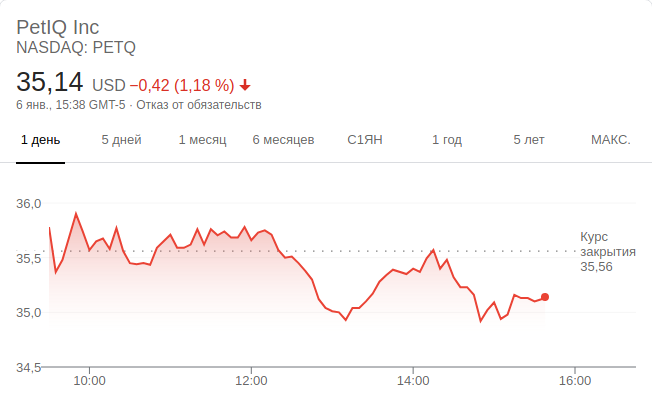 PetIQ Inc
NASDAQ: PETQ
35,14 USD −0,42 (1,18 %)
6 янв., 15:38 GMT-5 · Отказ от обязательств
1 день 5 дней 1 месяц 6 месяцев С1ЯН 1 год 5 лет МАКС.
36,0
Курс
закрытия
35,56
35,5
35,0
34,5
10:00 12:00 14:00 16:00